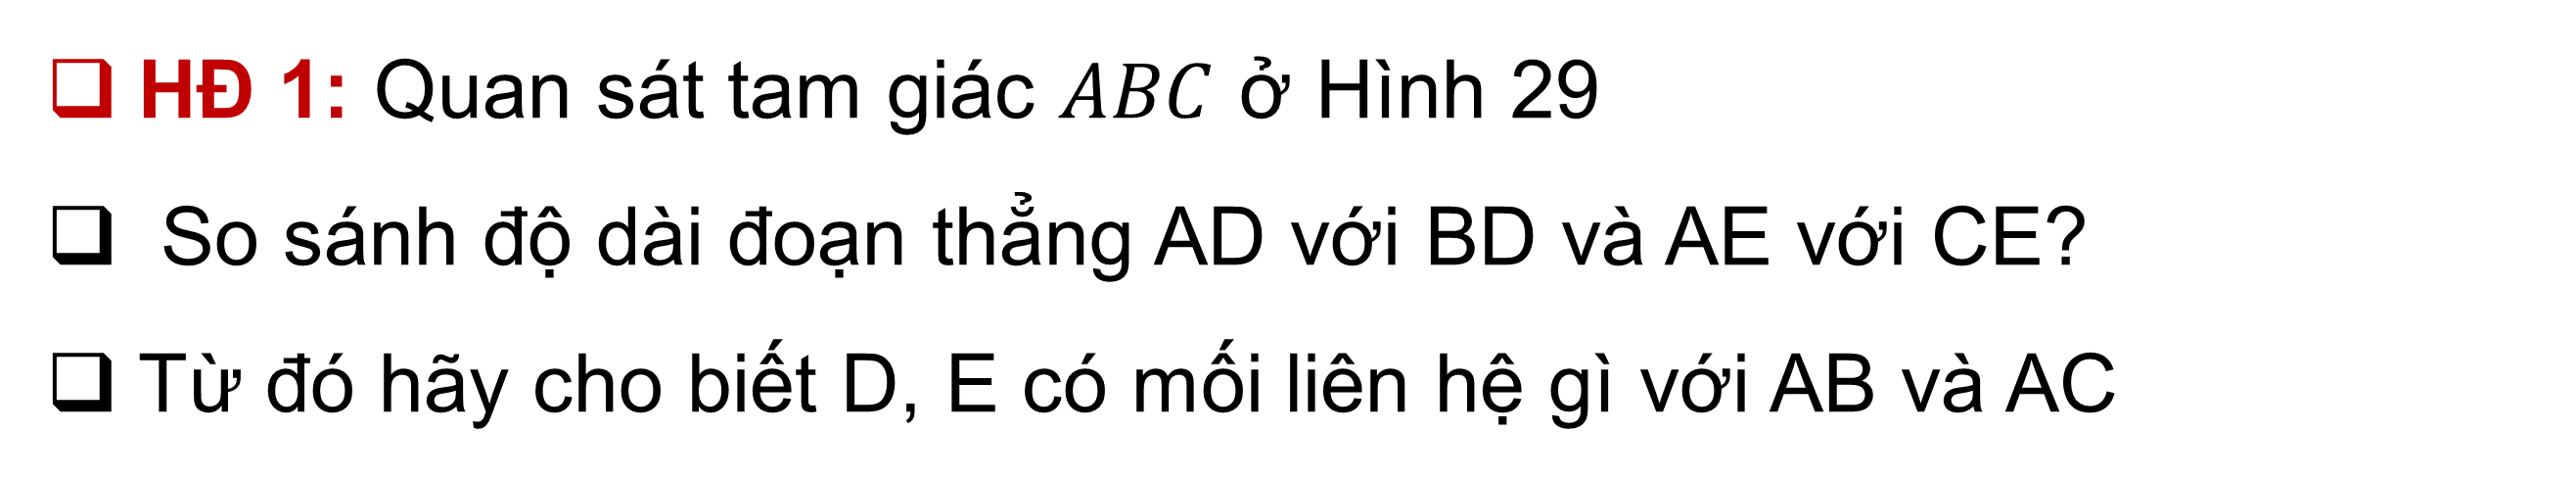 ❑ HĐ 1: Quan sát tam giác ABC ở Hình 29
❑ So sánh độ dài đoạn thẳng AD với BD và AE với CE?
❑ Từ đó hãy cho biết D, E có mối liên hệ gì với AB và AC